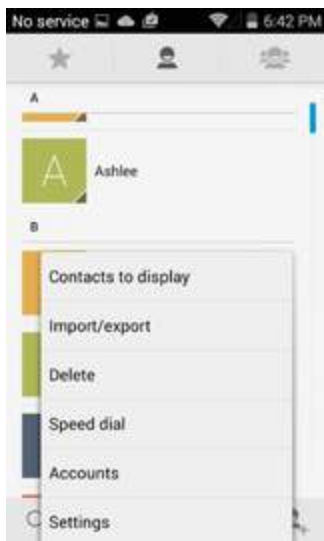 No service 6:42 PM
A
A Ashlee
B
Contacts to display
Import/export
Delete
Speed dial
Accounts
Settings